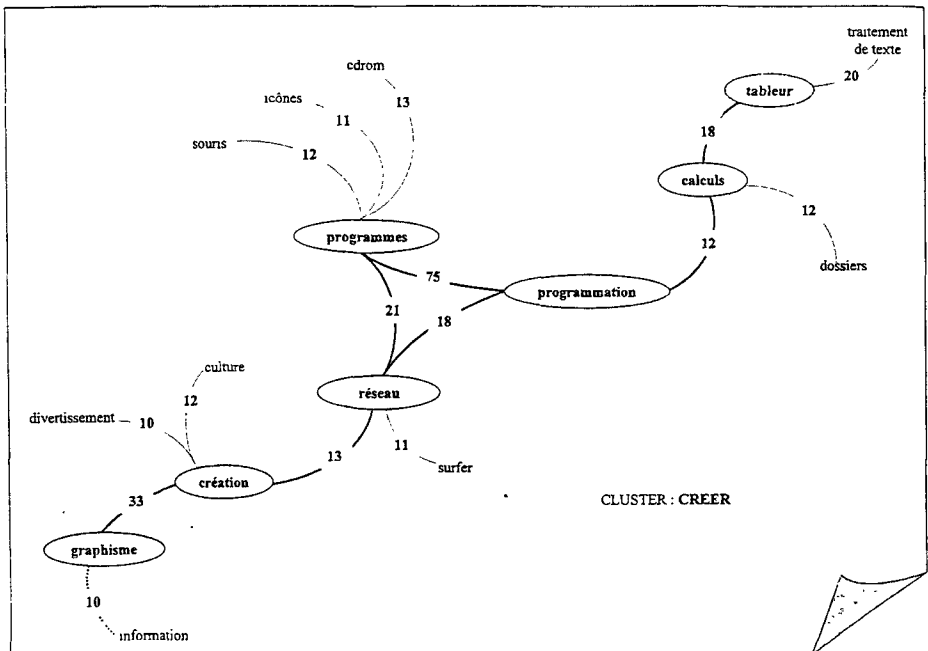 traitement
de texte
cdrom
20
tableur
icônes
13
11
18
souris
12
calculs
12
programmes
12
dossiers
75
programmation
21
18
culture
réseau
12
divertissement
10
11
13
surfer
création
33
CLUSTER : CREER
graphisme
10
information